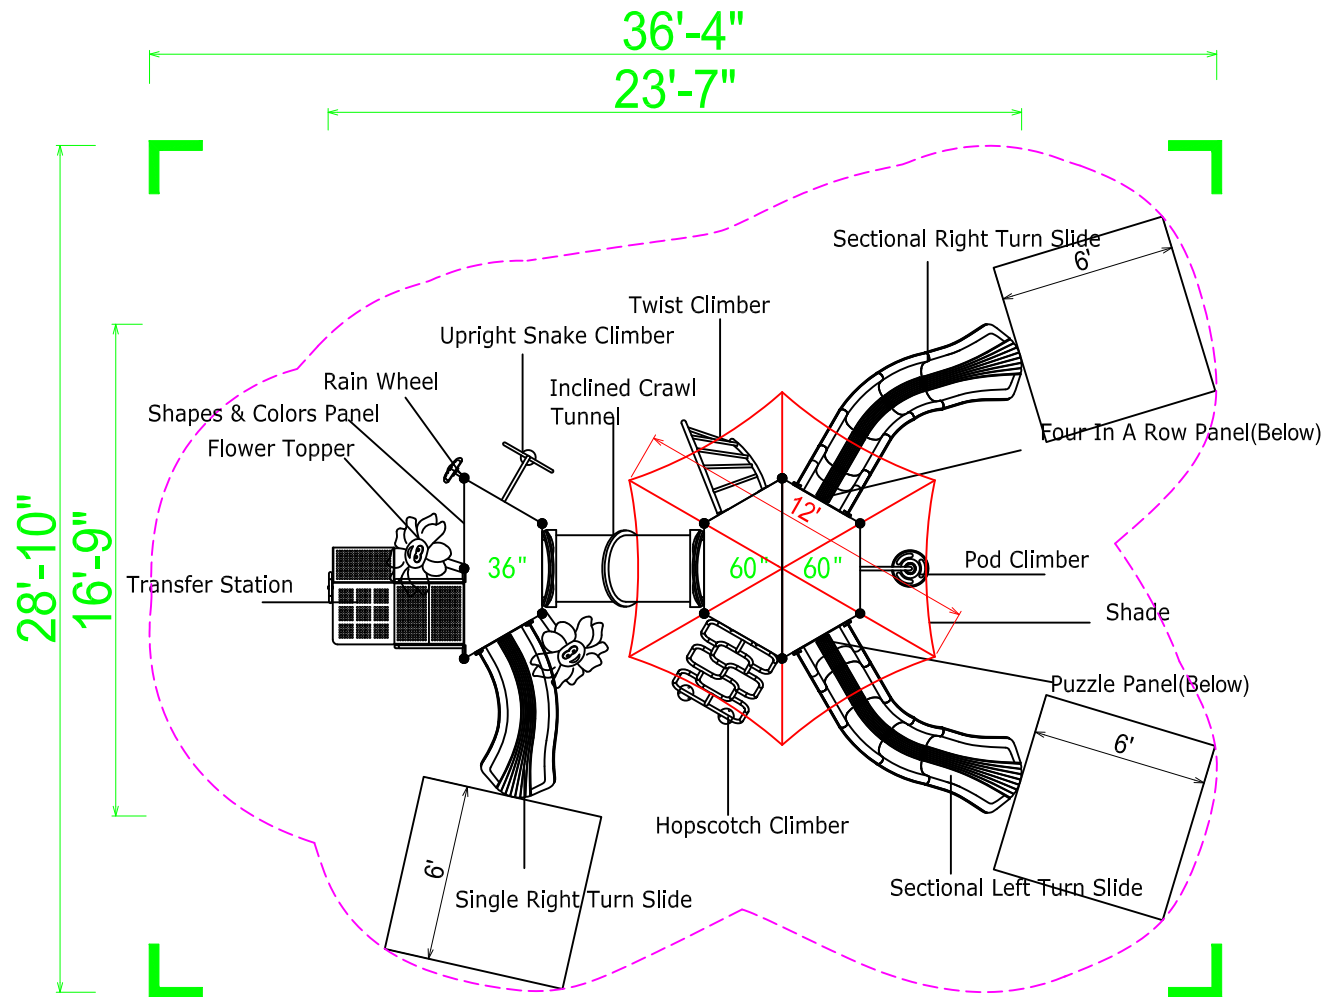 36'-4"
23'-7"
Sectional Right Turn Slide
6'
Twist Climber
Upright Snake Climber
Rain Wheel
Inclined Crawl
Tunnel
Shapes & Colors Panel
Flower Topper
Four In A Row Panel(Below)
12'
28'-10"
16'-9"
36"
60"
60"
Pod Climber
Transfer Station
Shade
Puzzle Panel(Below)
6'
Hopscotch Climber
6'
Sectional Left Turn Slide
Single Right Turn Slide